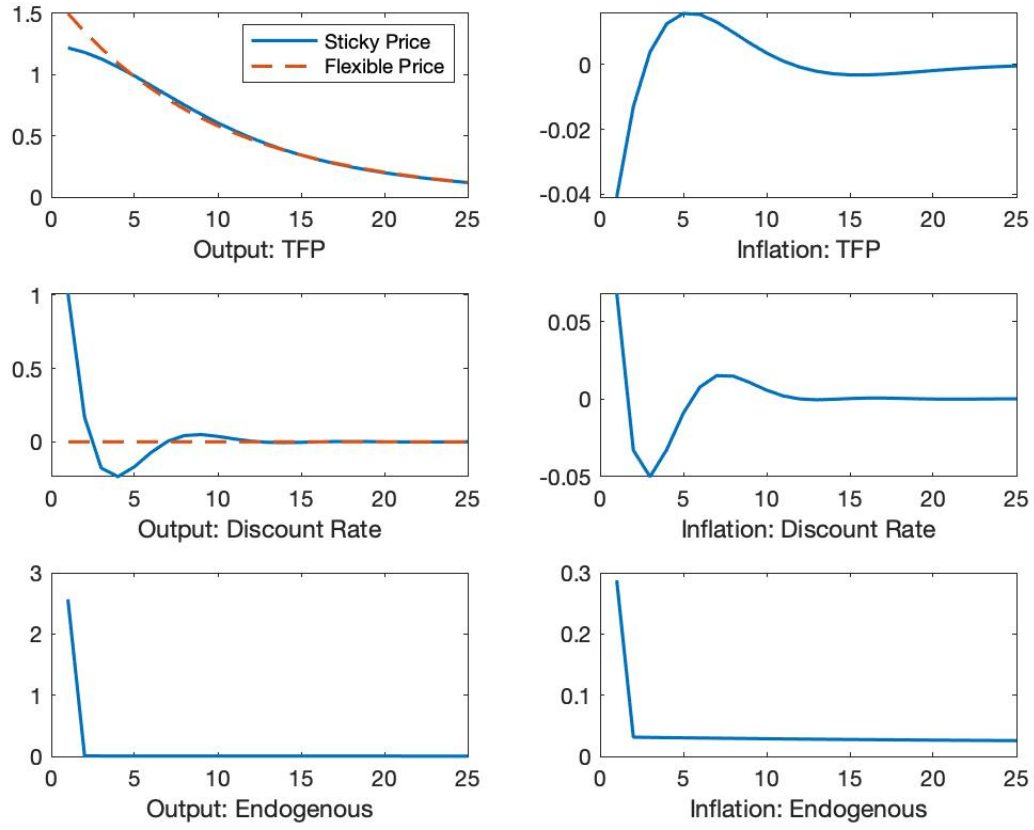 1.5
1
0.5
0
0 5 10 15 20 25
Output: TFP
Sticky Price
Flexible Price
0
-0.02
-0.04
0 5 10 15 20 25
Inflation: TFP
1
0.5
0
0 5 10 15 20 25
Output: Discount Rate
0.05
0
-0.05
0 5 10 15 20 25
Inflation: Discount Rate
3
2
1
0
0 5 10 15 20 25
Output: Endogenous
0.3
0.2
0.1
0
0 5 10 15 20 25
Inflation: Endogenous